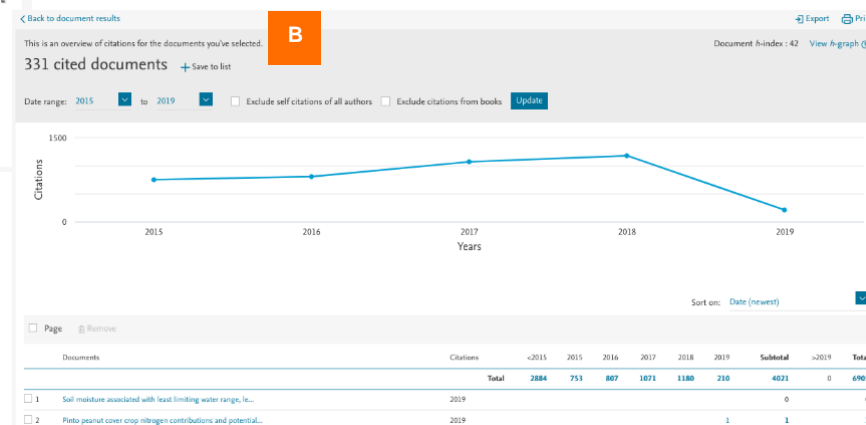 Back to document results Export Pri
This is an overview of citations for the documents you've selected. B Document h-index : 42 View h-graph
331 cited documents + Save to list
Date range: 2015 to 2019 Exclude self citations of all authors Exclude citations from books Update
1500
Citations
0
2015 2016 2017 2018 2019
Years
Sort on: Date (newest)
Page Remove
Documents Citations <2015 2015 2016 2017 2018 2019 Subtotal >2019 Tota
Total 2884 753 807 1071 1180 210 4021 0 690
1 Soil moisture associated with least limiting water range, le... 2019 0
2 Pinto peanut cover crop nitrogen contributions and potential... 2019 1 1